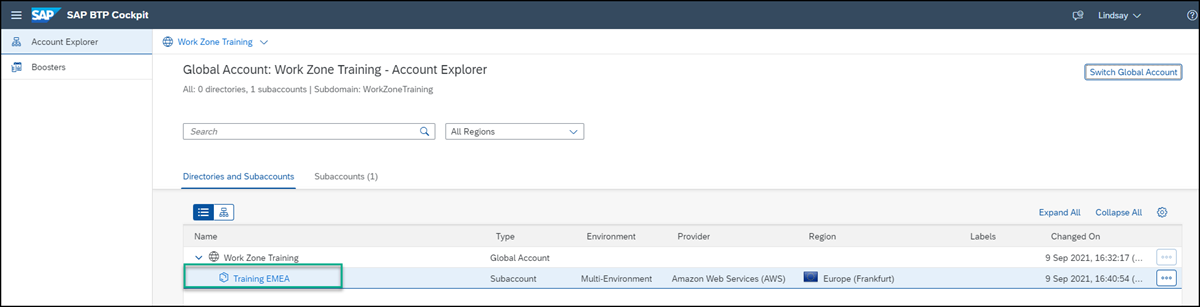 SAP SAP BTP Cockpit Lindsay
Account Explorer Work Zone Training
Boosters
Global Account: Work Zone Training - Account Explorer
Switch Global Account
All: 0 directories, 1 subaccounts | Subdomain: WorkZoneTraining
Search All Regions
Directories and Subaccounts Subaccounts (1)
Expand All Collapse All
Name Type Environment Provider Region Labels Changed On
Work Zone Training Global Account 9 Sep 2021, 16:32:17 (...
Training EMEA Subaccount Multi-Environment Amazon Web Services (AWS) Europe (Frankfurt) 9 Sep 2021, 16:40:54 (...